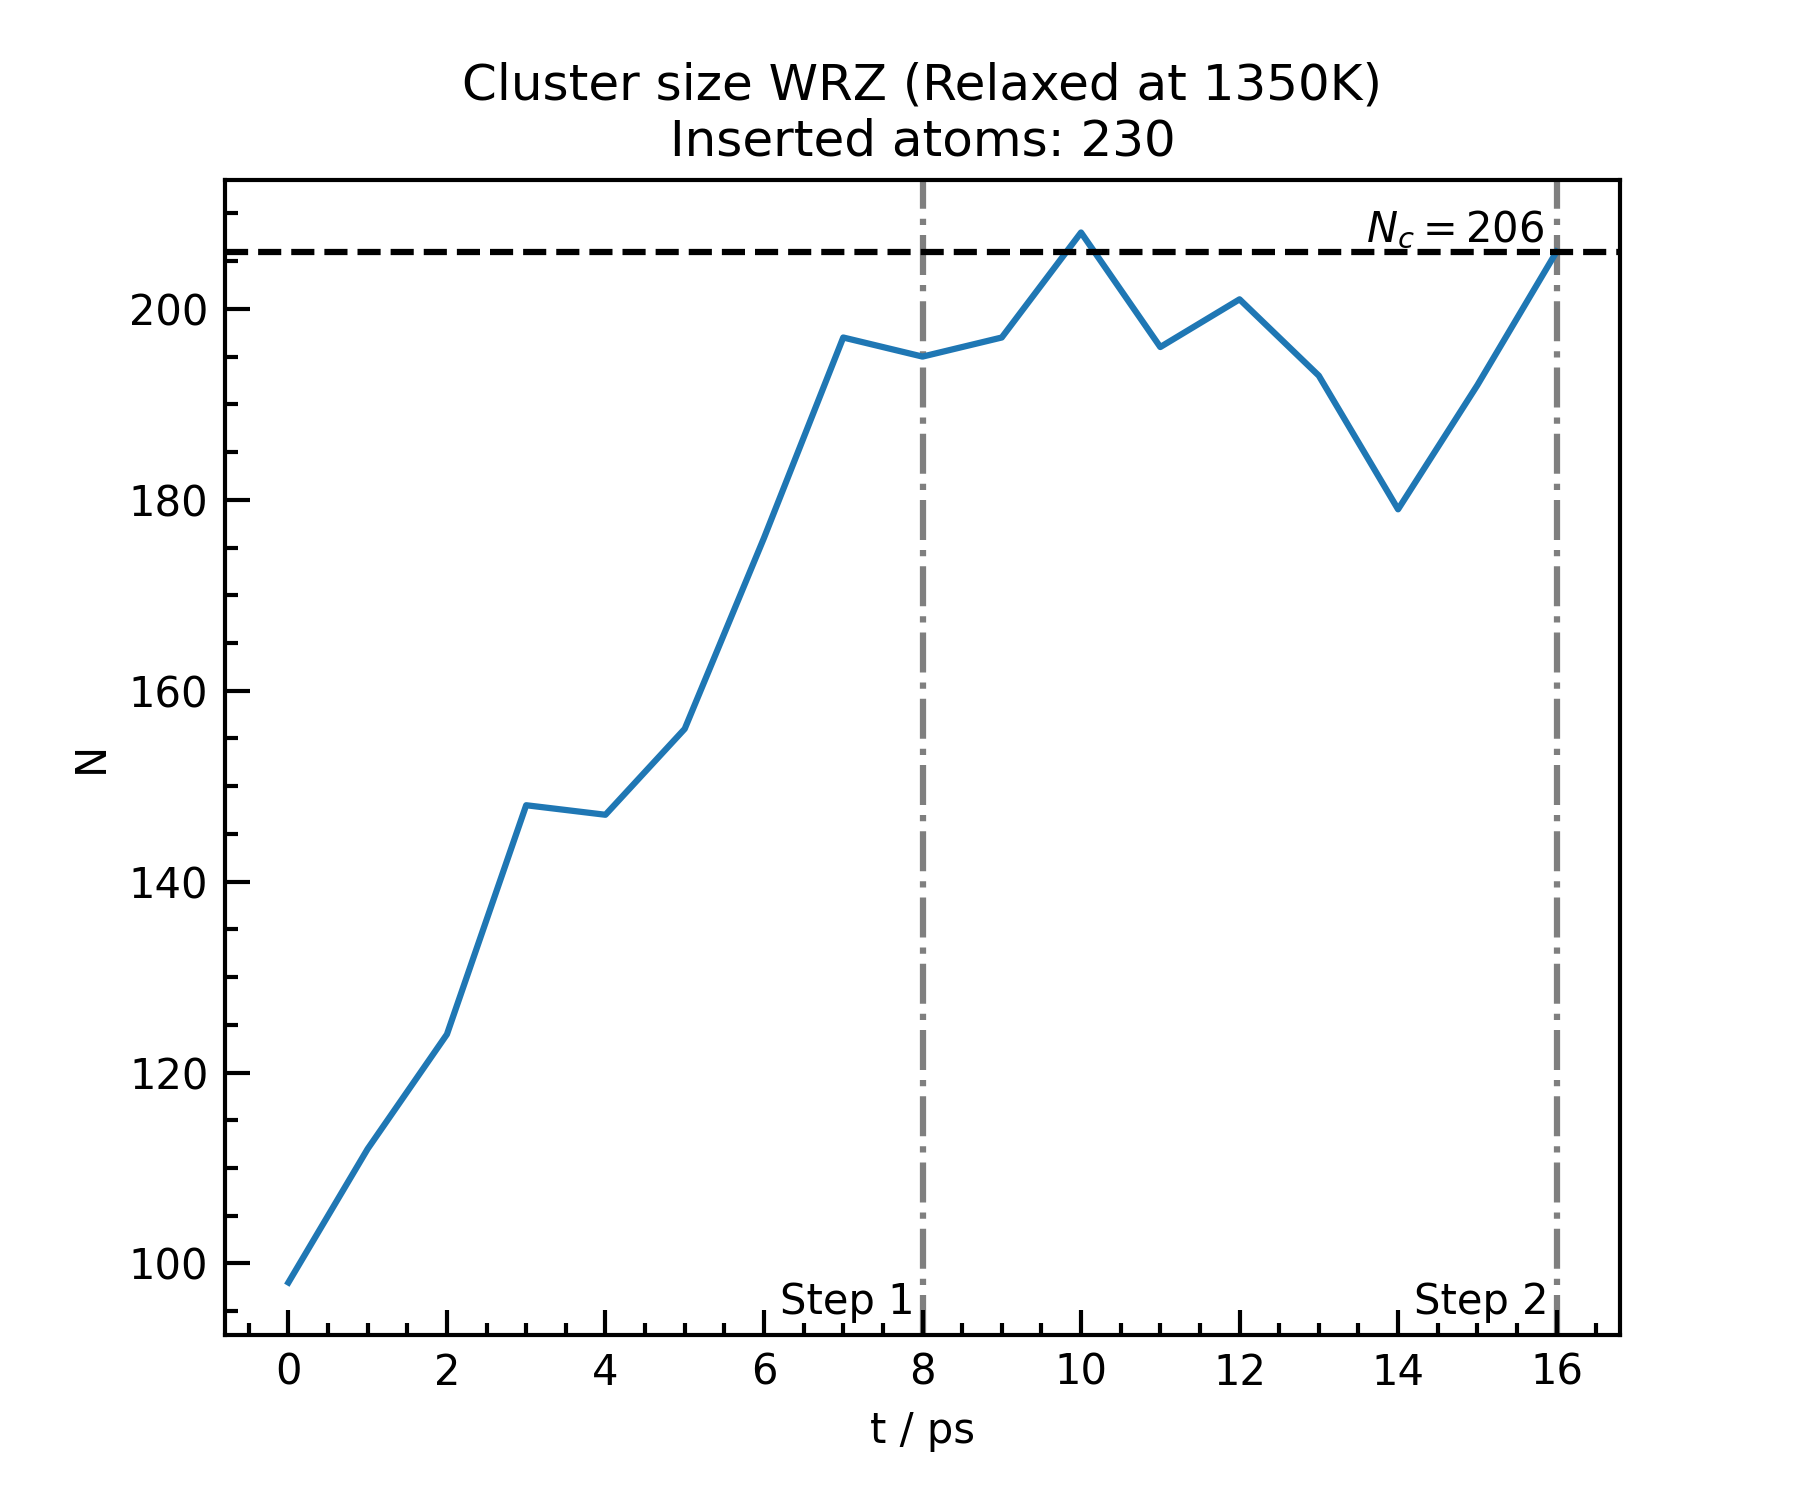 Cluster size WRZ (Relaxed at 1350K)
Inserted atoms: 230
N_c = 206
200
180
160
140
120
100
N
Step 1
Step 2
0 2 4 6 8 10 12 14 16
t / ps